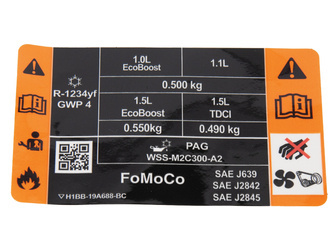 R-1234yf
GWP 4
1.0L
EcoBoost
1.1L
0.500 kg
1.5L
EcoBoost
1.5L
TDCI
0.550kg
0.490 kg
PAG
WSS-M2C300-A2
FoMoCo
SAE J639
SAE J2842
SAE J2845
H1BB-19A688-BC